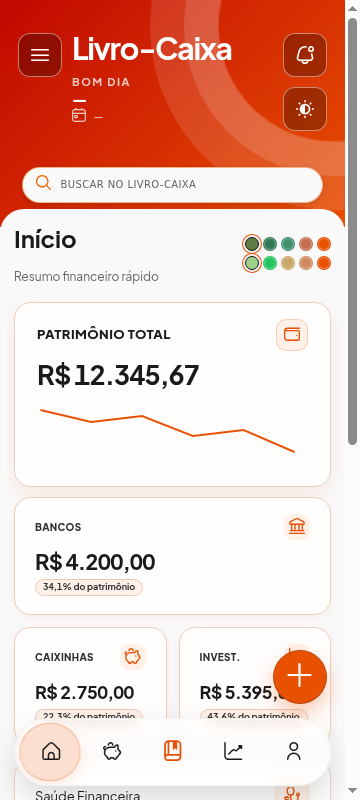 Livro-Caixa
BOM DIA
—
—
BUSCAR NO LIVRO-CAIXA
Início
Resumo financeiro rápido
PATRIMÔNIO TOTAL
R$ 12.345,67
BANCOS
R$ 4.200,00
34,1% do patrimônio
CAIXINHAS
INVEST.
R$ 2.750,00
R$ 5.395,
22,3% do patrimônio
43,6% do patrimônio
Saúde Financeira